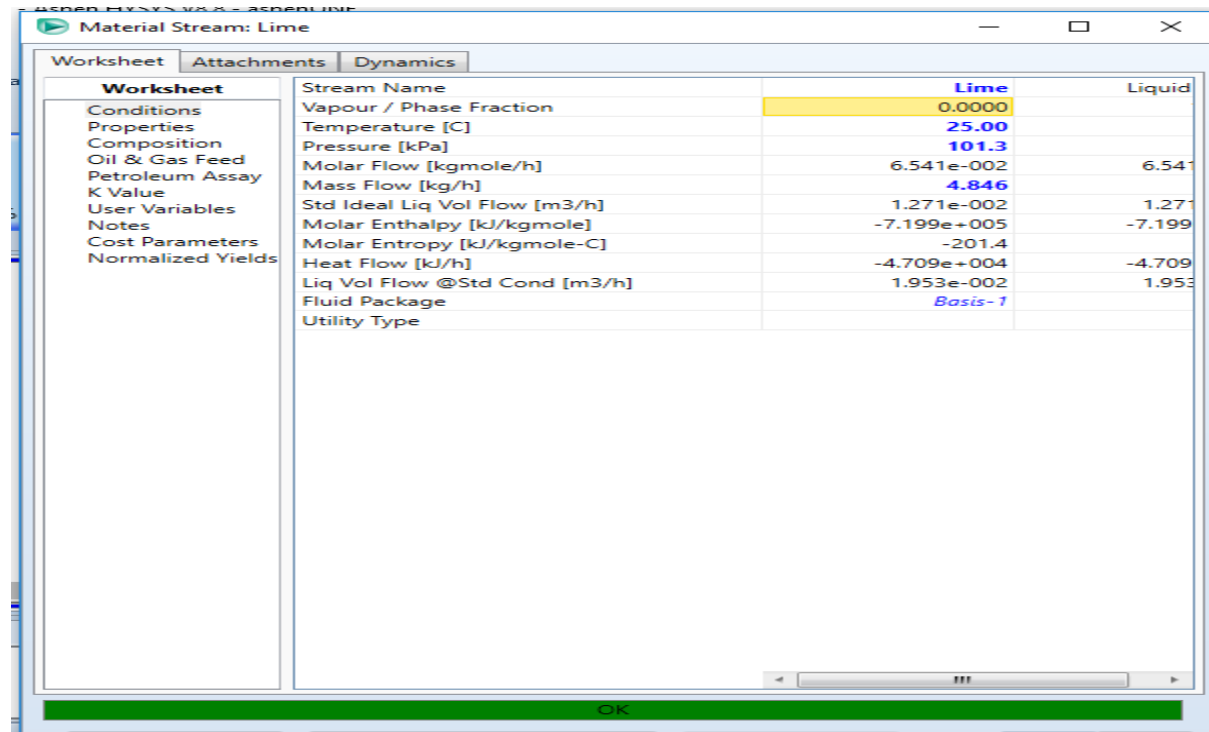 - Aspen HYSYS V8.8 - aspenONE
Material Stream: Lime
Worksheet Attachments Dynamics
Worksheet
Conditions
Properties
Composition
Oil & Gas Feed
Petroleum Assay
K Value
User Variables
Notes
Cost Parameters
Normalized Yields
Stream Name Lime Liquid
Vapour / Phase Fraction 0.0000
Temperature [C] 25.00
Pressure [kPa] 101.3
Molar Flow [kgmole/h] 6.541e-002 6.541
Mass Flow [kg/h] 4.846
Std Ideal Liq Vol Flow [m3/h] 1.271e-002 1.271
Molar Enthalpy [kJ/kgmole] -7.199e+005 -7.199
Molar Entropy [kJ/kgmole-C] -201.4
Heat Flow [kJ/h] -4.709e+004 -4.709
Liq Vol Flow @Std Cond [m3/h] 1.953e-002 1.953
Fluid Package Basis-1
Utility Type
OK